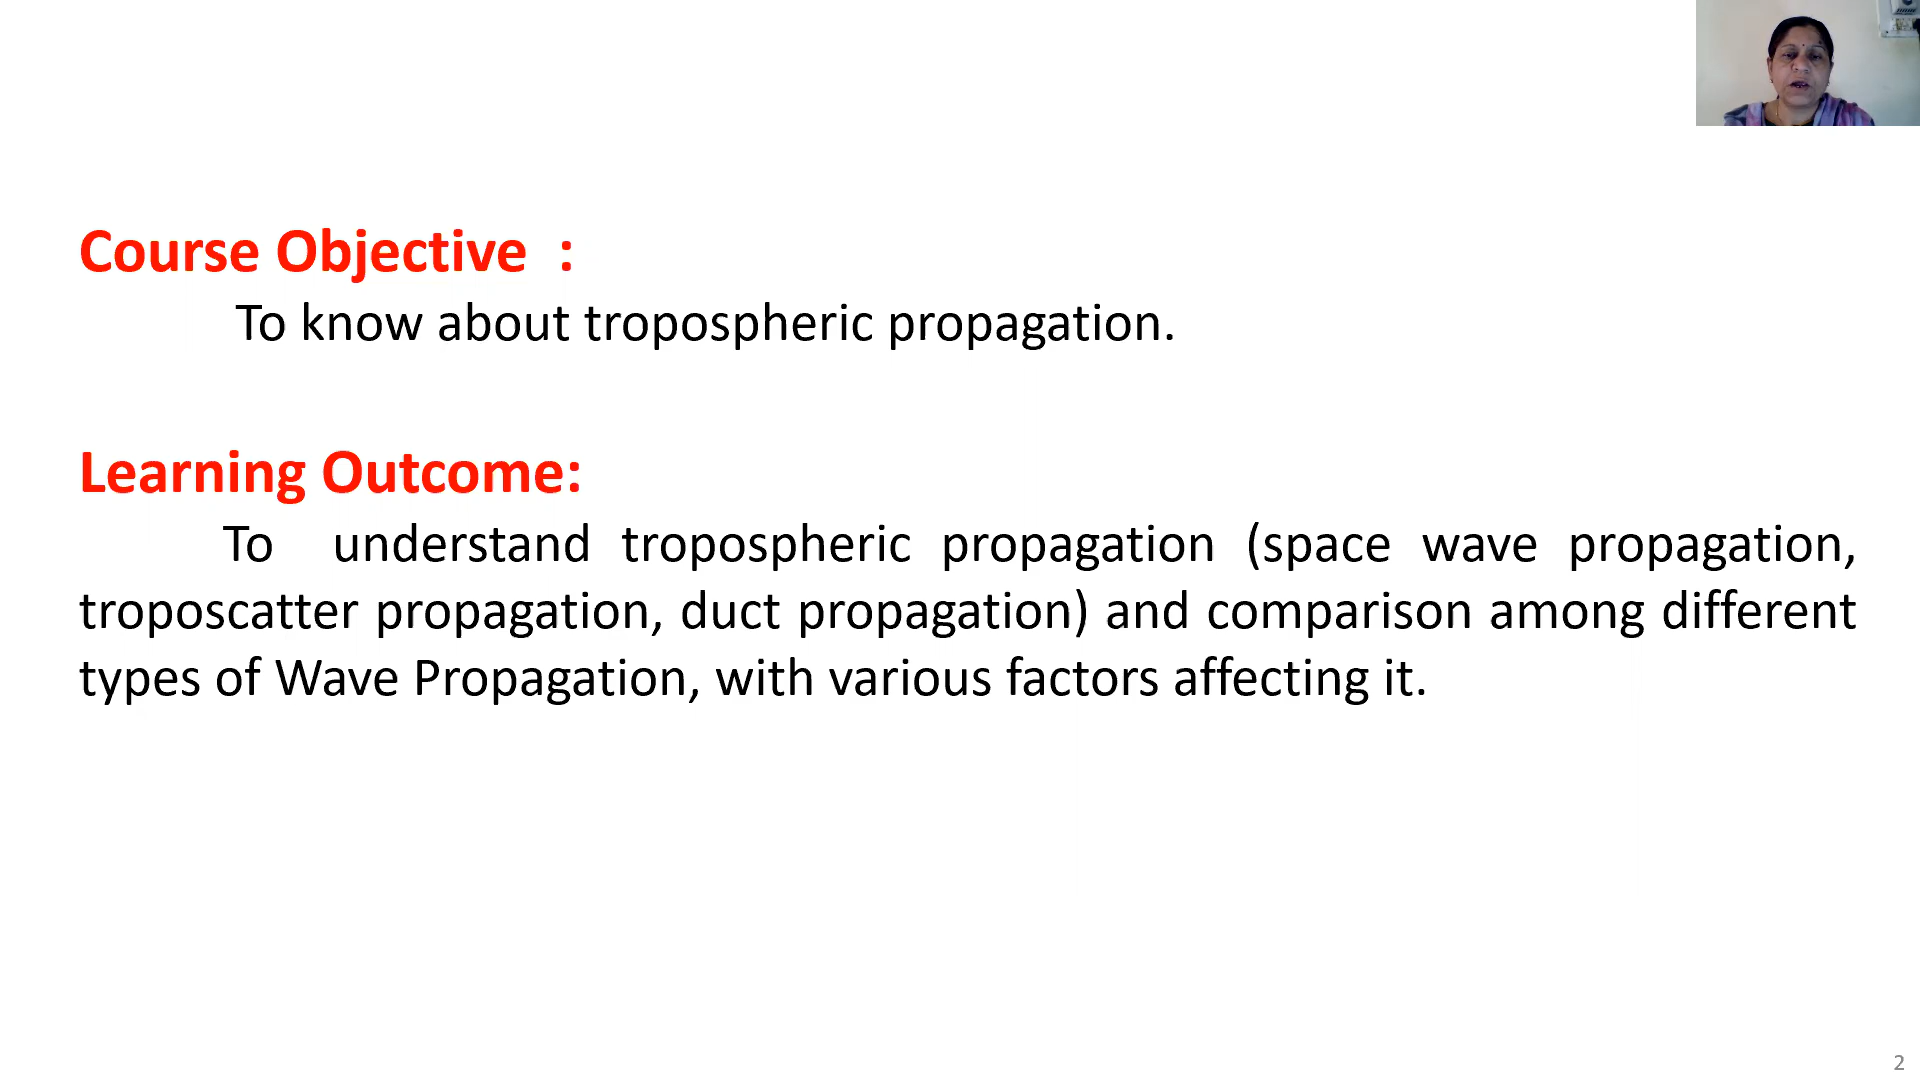 Course Objective :
To know about tropospheric propagation.
Learning Outcome:
To understand tropospheric propagation (space wave propagation,
troposcatter propagation, duct propagation) and comparison among different
types of Wave Propagation, with various factors affecting it.
2